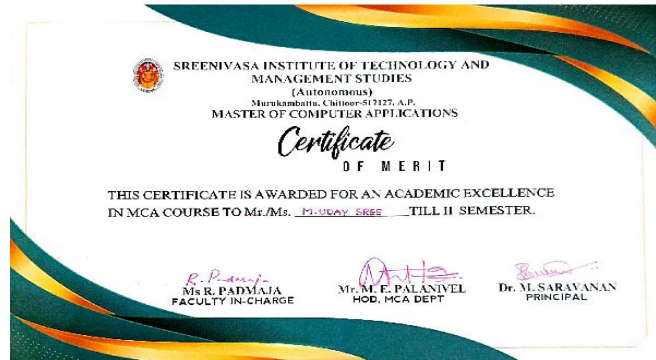 SREENIVASA INSTITUTE OF TECHNOLOGY AND
MANAGEMENT STUDIES
(Autonomous)
Murukambattu, Chittoor-517127, A.P.
MASTER OF COMPUTER APPLICATIONS
Certificate
OF MERIT
THIS CERTIFICATE IS AWARDED FOR AN ACADEMIC EXCELLENCE
IN MCA COURSE TO Mr./Ms. M.UDAY SREE TILL II SEMESTER.
R. Padmaja
Ms R. PADMAJA
FACULTY IN-CHARGE
Mr. M. E. PALANIVEL
HOD, MCA DEPT
Dr. M. SARAVANAN
PRINCIPAL